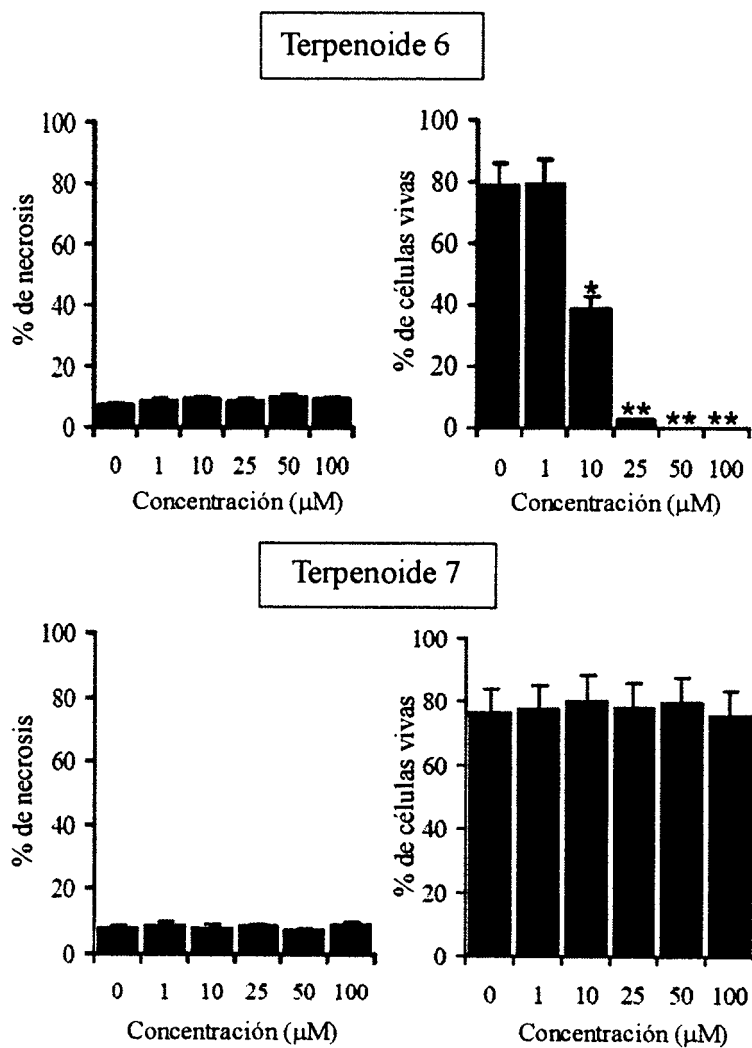 Terpenoide 6
% de necrosis
100
80
60
40
20
0
0 1 10 25 50 100
Concentración (µM)
% de células vivas
100
80
60
40
20
0
*
** ** **
0 1 10 25 50 100
Concentración (µM)
Terpenoide 7
% de necrosis
100
80
60
40
20
0
0 1 10 25 50 100
Concentración (µM)
% de células vivas
100
80
60
40
20
0
0 1 10 25 50 100
Concentración (µM)